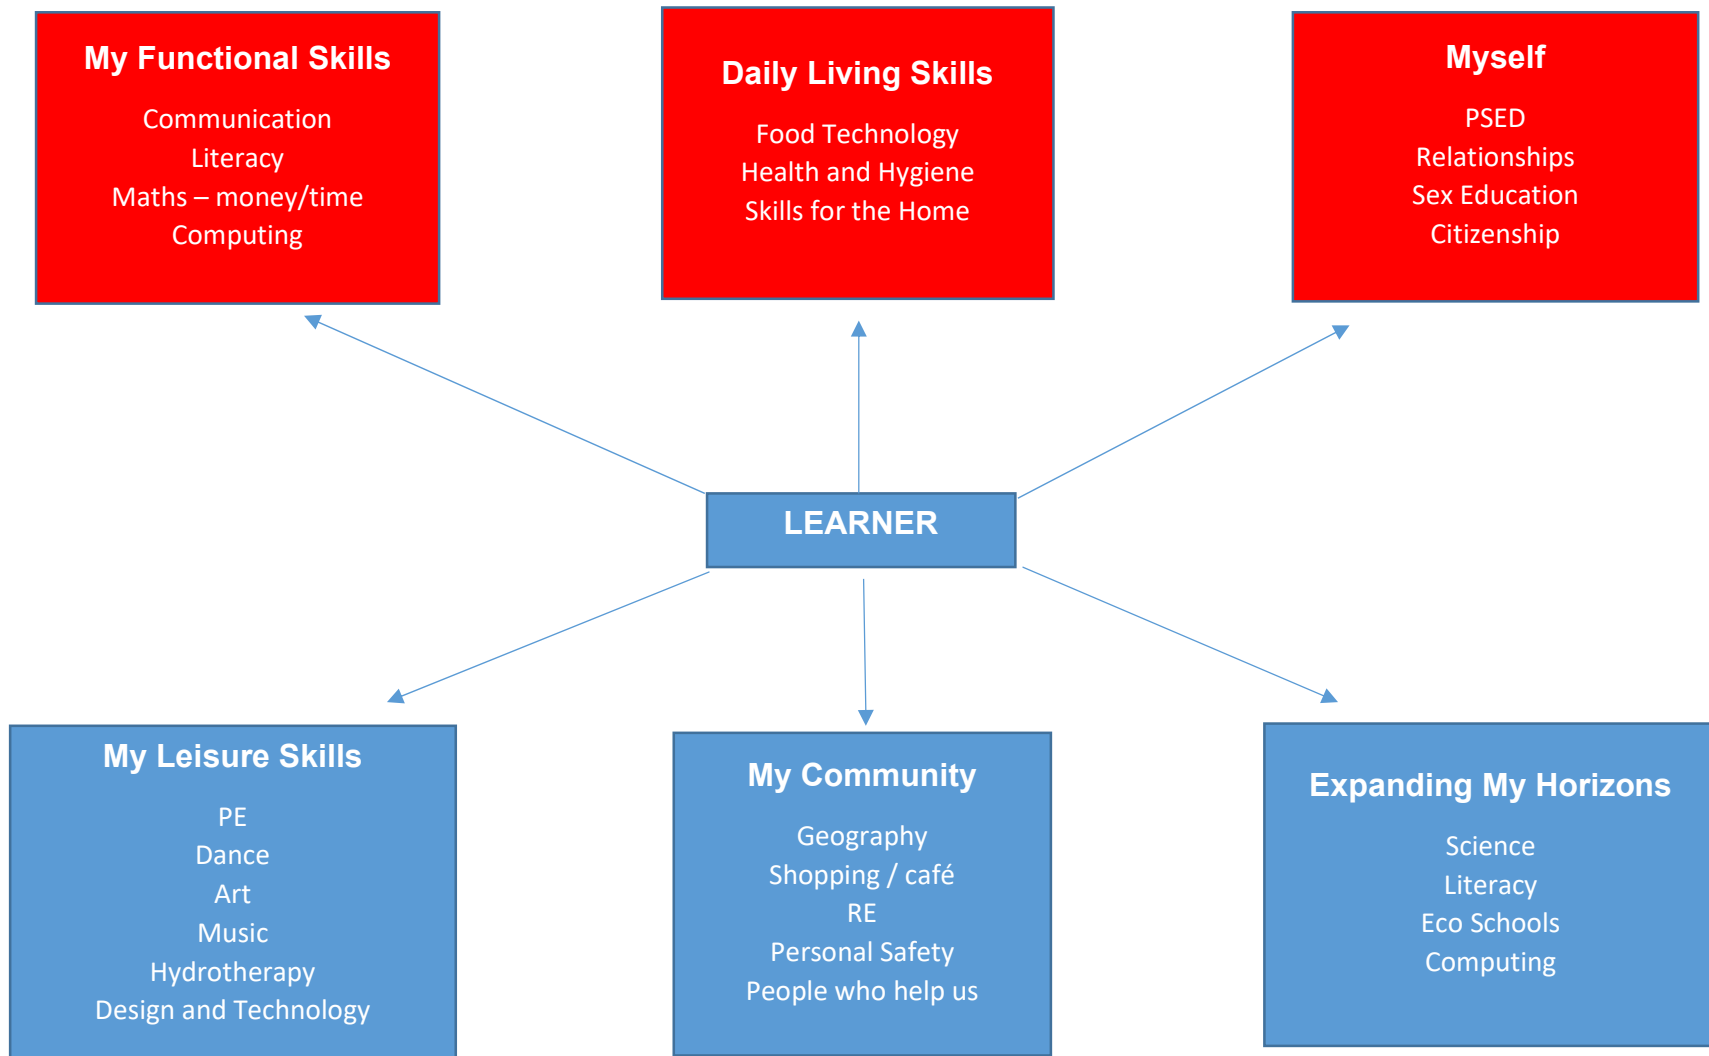 My Functional Skills
Communication
Literacy
Maths – money/time
Computing
Daily Living Skills
Food Technology
Health and Hygiene
Skills for the Home
Myself
PSED
Relationships
Sex Education
Citizenship
LEARNER
My Leisure Skills
PE
Dance
Art
Music
Hydrotherapy
Design and Technology
My Community
Geography
Shopping / café
RE
Personal Safety
People who help us
Expanding My Horizons
Science
Literacy
Eco Schools
Computing